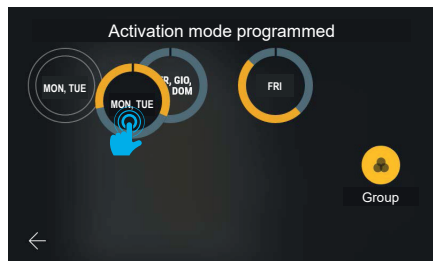 Activation mode programmed
MON, TUE
GIO,
DOM
MON, TUE
FRI
Group